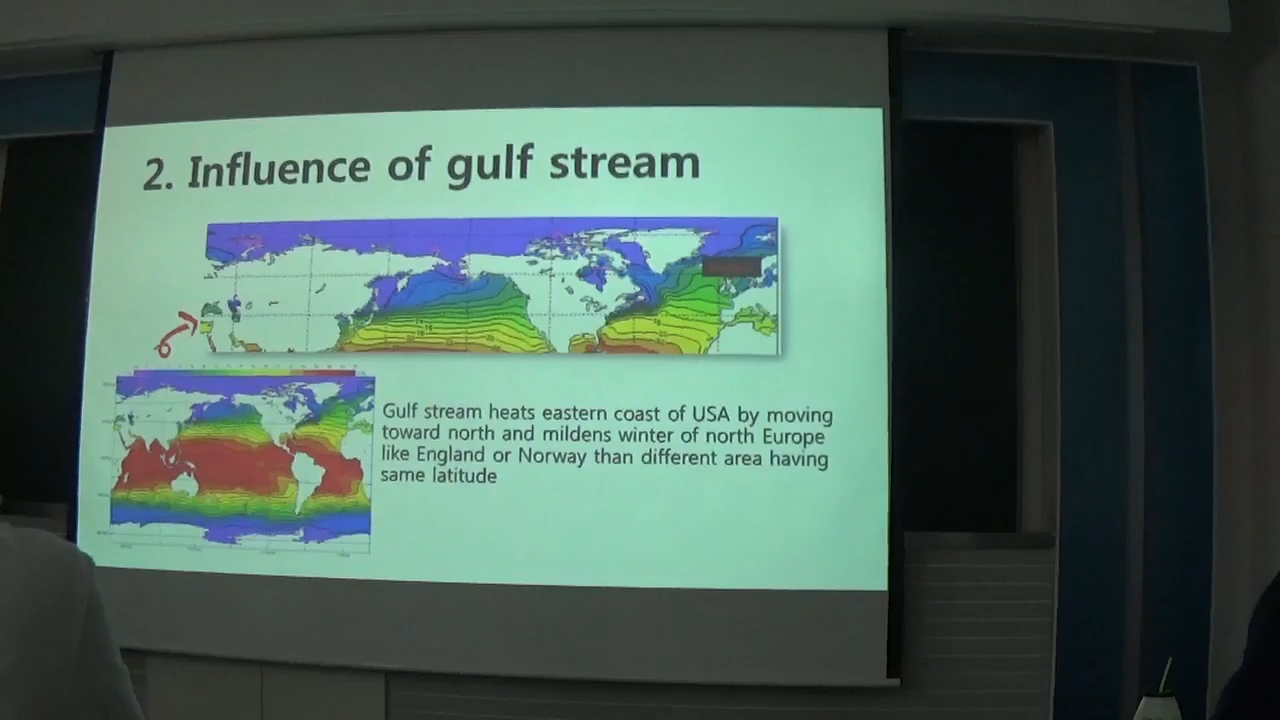 2. Influence of gulf stream
Gulf stream heats eastern coast of USA by moving
toward north and mildens winter of north Europe
like England or Norway than different area having
same latitude